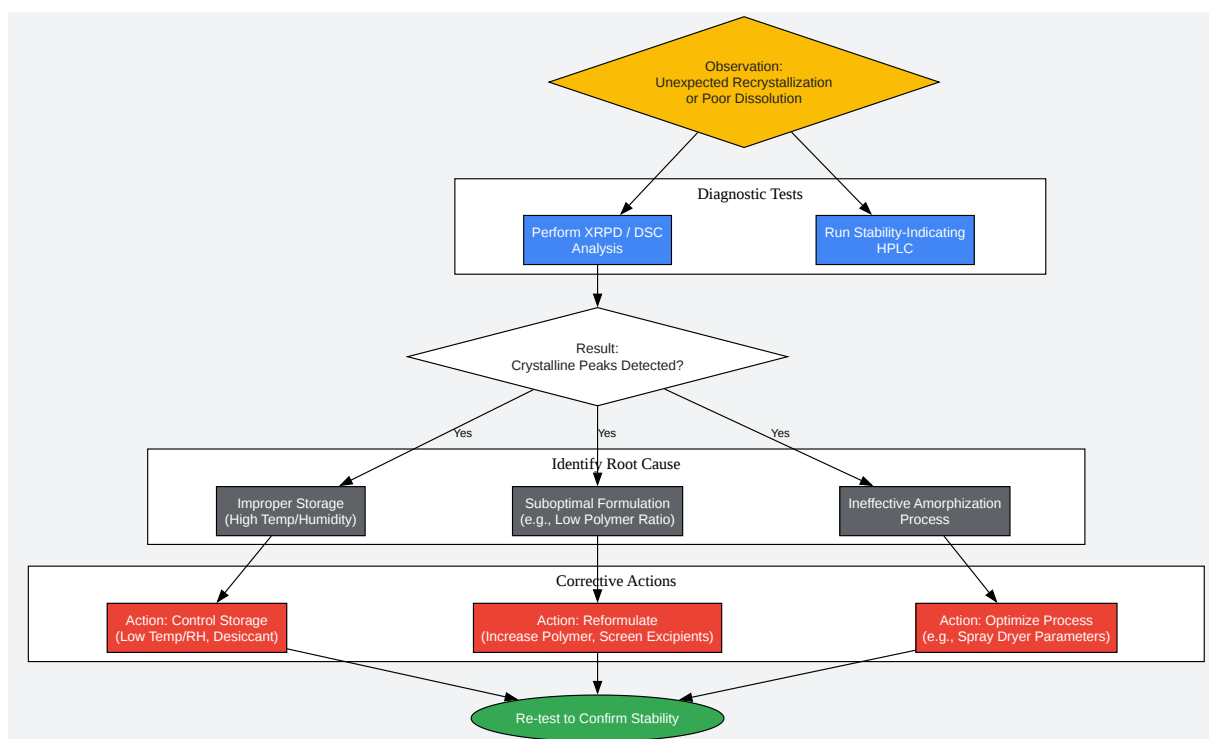 Observation:
Unexpected Recrystallization
or Poor Dissolution
Diagnostic Tests
Perform XRPD / DSC
Analysis
Run Stability-Indicating
HPLC
Result:
Crystalline Peaks Detected?
Yes
Yes
Yes
Identify Root Cause
Improper Storage
(High Temp/Humidity)
Suboptimal Formulation
(e.g., Low Polymer Ratio)
Ineffective Amorphization
Process
Corrective Actions
Action: Control Storage
(Low Temp/RH, Desiccant)
Action: Reformulate
(Increase Polymer, Screen Excipients)
Action: Optimize Process
(e.g., Spray Dryer Parameters)
Re-test to Confirm Stability